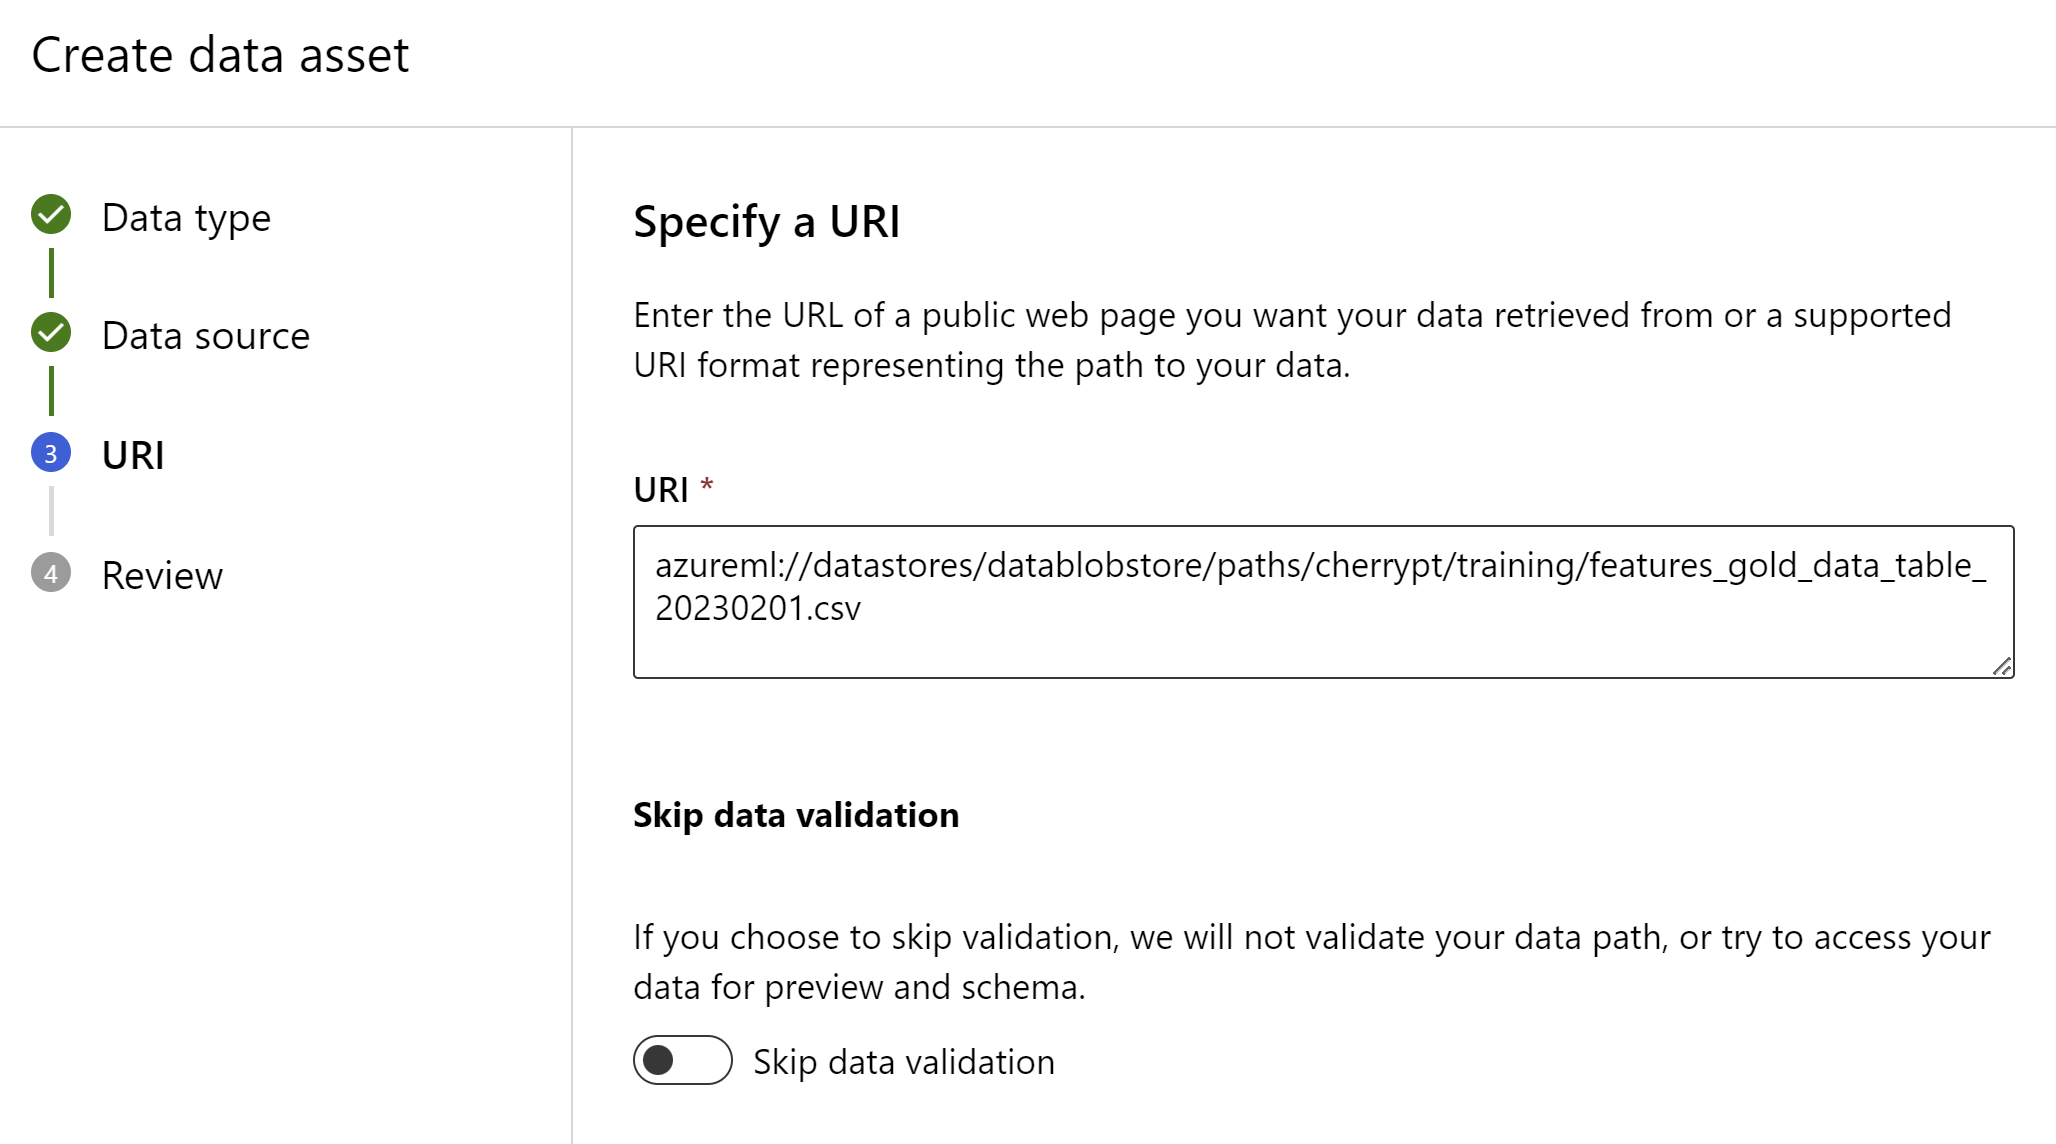 Create data asset
Data type
Data source
3 URI
4 Review
Specify a URI
Enter the URL of a public web page you want your data retrieved from or a supported
URI format representing the path to your data.
URI *
azureml://datastores/datablobstore/paths/cherrypt/training/features_gold_data_table_
20230201.csv
Skip data validation
If you choose to skip validation, we will not validate your data path, or try to access your
data for preview and schema.
Skip data validation